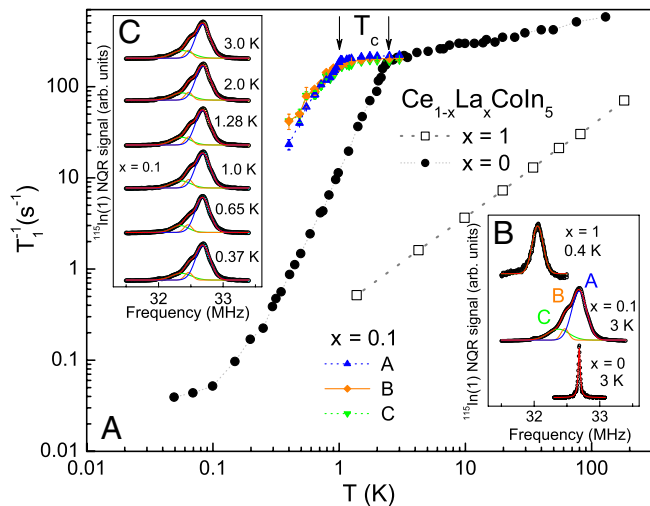 C
3.0 K
2.0 K
1.28 K
x = 0.1
1.0 K
0.65 K
0.37 K
¹¹⁵In(1) NQR signal (arb. units)
32
33
Frequency (MHz)
T_c
Ce₁₋ₓLaₓCoIn₅
x = 1
x = 0
B
x = 1
0.4 K
A
B
C
x = 0.1
3 K
x = 0
3 K
¹¹⁵In(1) NQR signal (arb. units)
32
33
Frequency (MHz)
x = 0.1
A
B
C
A
T₁⁻¹(s⁻¹)
100
10
1
0.1
0.01
0.01
0.1
1
10
100
T (K)